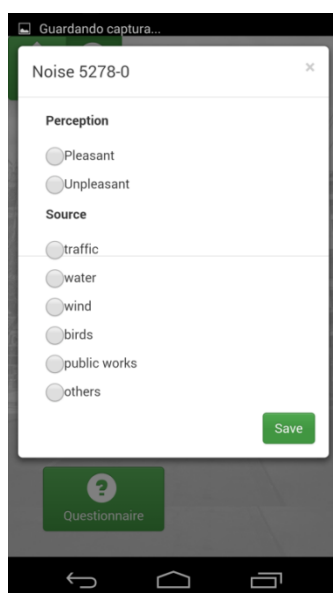 Guardando captura...
Noise 5278-0 ×
Perception
Pleasant
Unpleasant
Source
traffic
water
wind
birds
public works
others
Save
?
Questionnaire